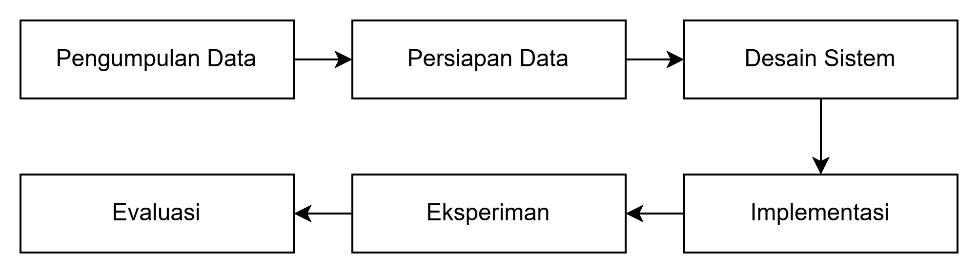 Pengumpulan Data
Persiapan Data
Desain Sistem
Implementasi
Eksperiman
Evaluasi